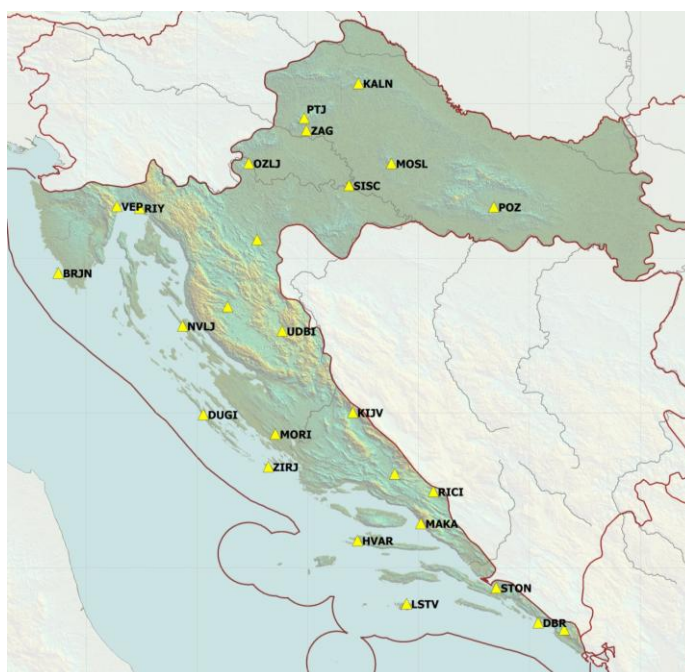 KALN
PTJ
ZAG
OZLJ
MOSL
SISC
VEP
RIY
POZ
BRJN
NVLJ
UDBI
DUGI
KIJV
MORI
ZIRJ
RICI
MAKA
HVAR
STON
LSTV
DBR